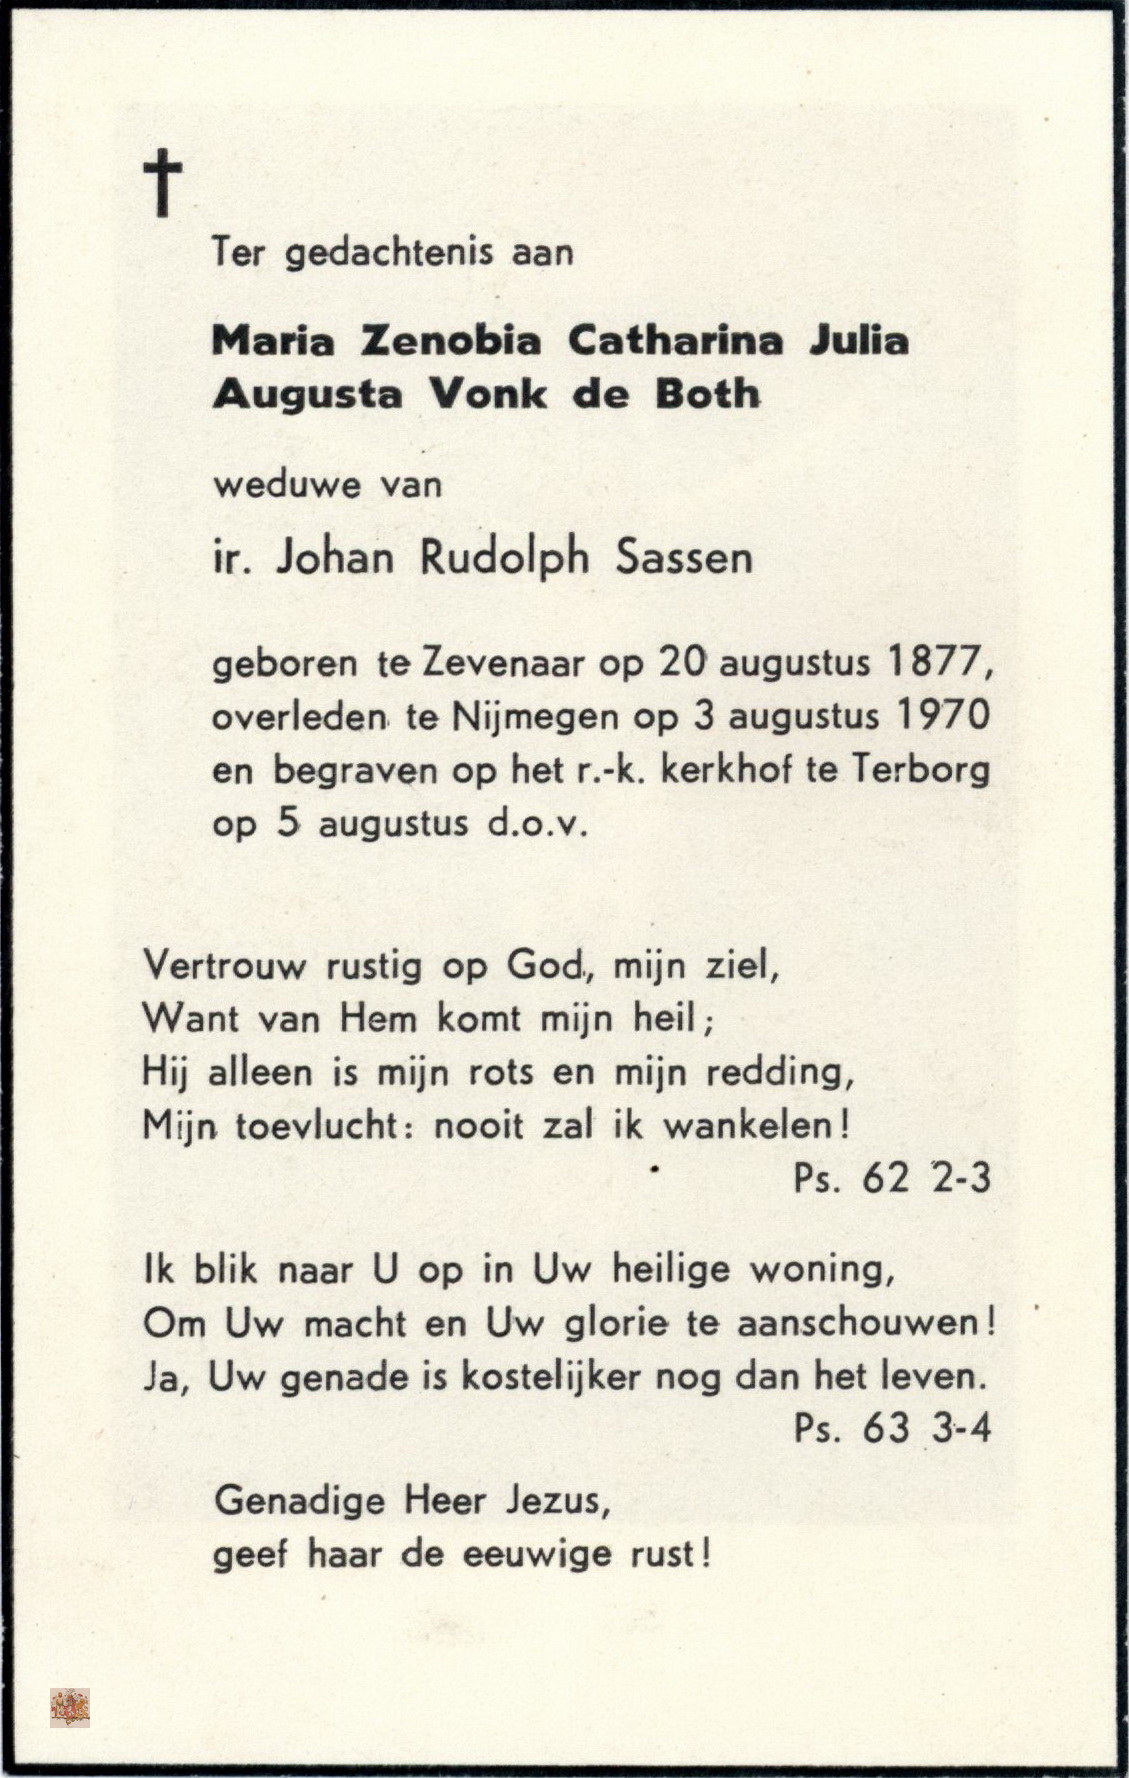 Ter gedachtenis aan
Maria Zenobia Catharina Julia
Augusta Vonk de Both
weduwe van
ir. Johan Rudolph Sassen
geboren te Zevenaar op 20 augustus 1877,
overleden te Nijmegen op 3 augustus 1970
en begraven op het r.-k. kerkhof te Terborg
op 5 augustus d.o.v.
Vertrouw rustig op God, mijn ziel,
Want van Hem komt mijn heil;
Hij alleen is mijn rots en mijn redding,
Mijn toevlucht: nooit zal ik wankelen!
Ps. 62 2-3
Ik blik naar U op in Uw heilige woning,
Om Uw macht en Uw glorie te aanschouwen!
Ja, Uw genade is kostelijker nog dan het leven.
Ps. 63 3-4
Genadige Heer Jezus,
geef haar de eeuwige rust!